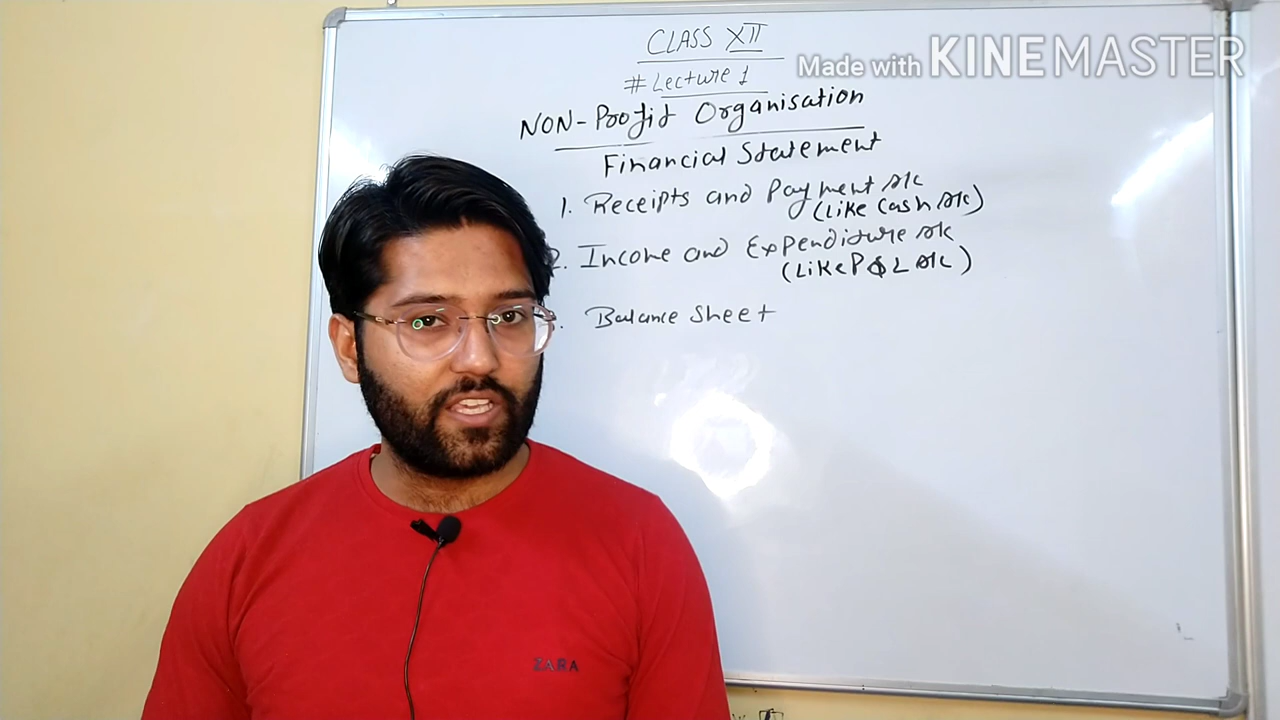 CLASS XII
# Lecture 1
Made with KINEMASTER
NON-Profit Organisation
Financial Statement
1. Receipts and Payment A/c
(Like Cash A/c)
2. Income and Expenditure A/c
(Like P & L A/c)
. Balance Sheet
ZARA